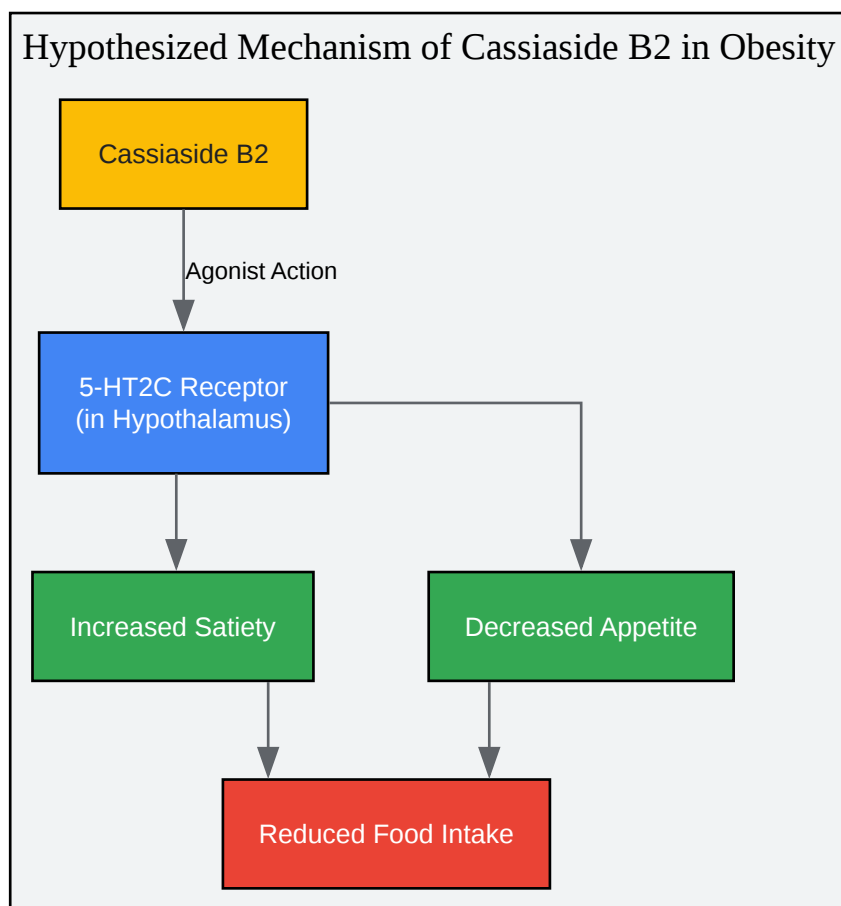 Hypothesized Mechanism of Cassiaside B2 in Obesity
Cassiaside B2
Agonist Action
5-HT2C Receptor
(in Hypothalamus)
Increased Satiety
Decreased Appetite
Reduced Food Intake